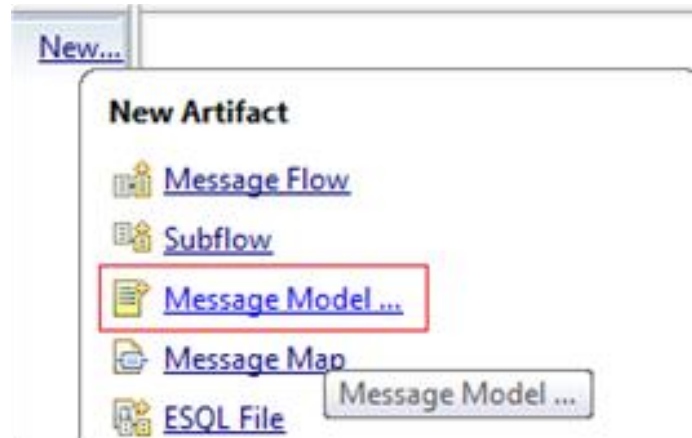 New...
New Artifact
Message Flow
Subflow
Message Model ...
Message Map
Message Model ...
ESQL File